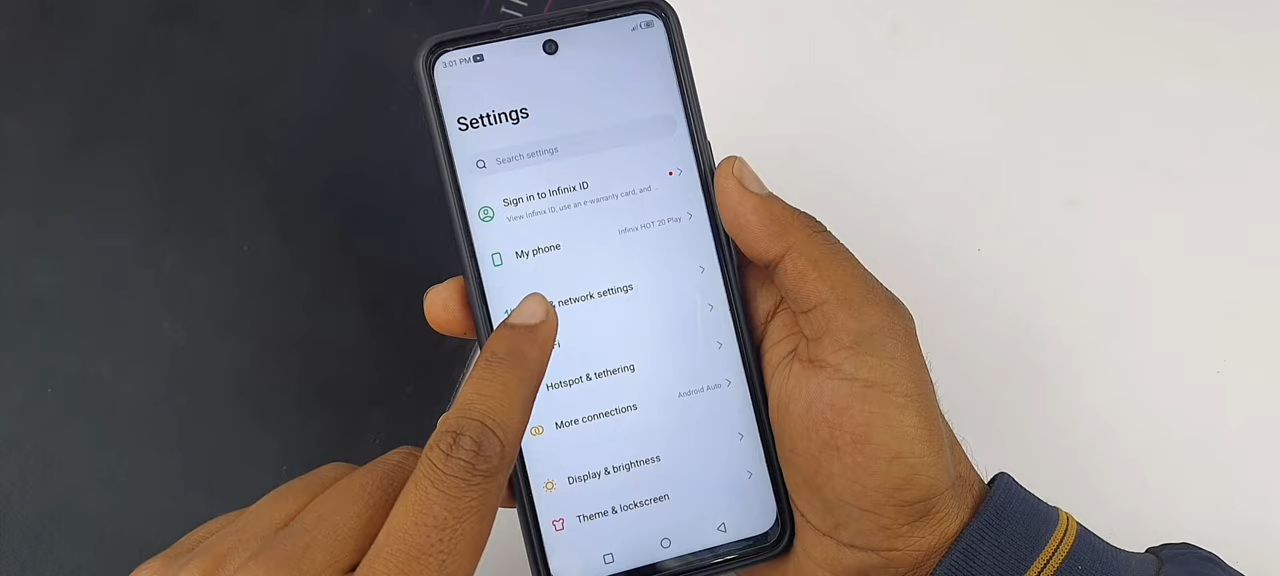 3:01 PM
Settings
Search settings
Sign in to Infinix ID
View Infinix ID, use an e-warranty card, and ...
My phone
Infinix HOT 20 Play
& network settings
Fi
Hotspot & tethering
More connections
Android Auto
Display & brightness
Theme & lockscreen